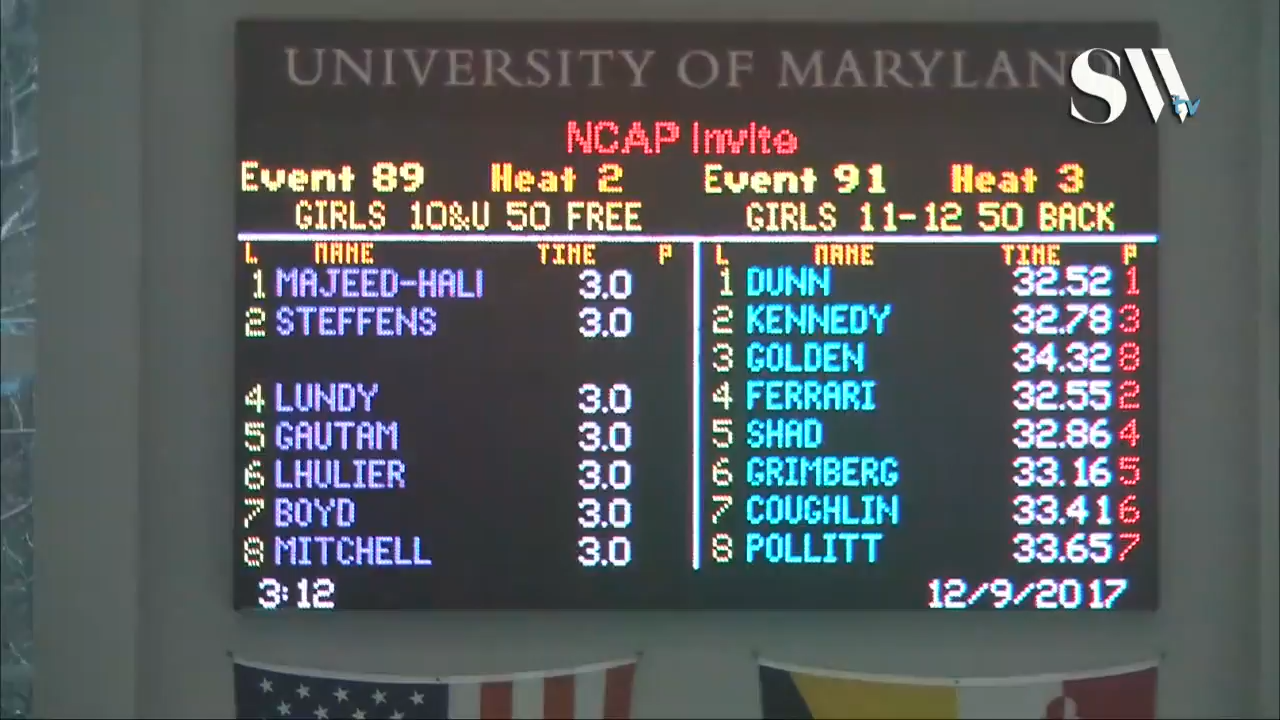 UNIVERSITY OF MARYLAND
SW tv
NCAP Invite
Event 89 Heat 2 Event 91 Heat 3
GIRLS 10&U 50 FREE GIRLS 11-12 50 BACK
L NAME TIME P L NAME TIME P
1 MAJEED-HALI 3.0 1 DUNN 32.52 1
2 STEFFENS 3.0 2 KENNEDY 32.78 3
3 GOLDEN 34.32 8
4 LUNDY 3.0 4 FERRARI 32.55 2
5 GAUTAM 3.0 5 SHAD 32.86 4
6 LHULIER 3.0 6 GRIMBERG 33.16 5
7 BOYD 3.0 7 COUGHLIN 33.41 6
8 MITCHELL 3.0 8 POLLITT 33.65 7
3:12 12/9/2017